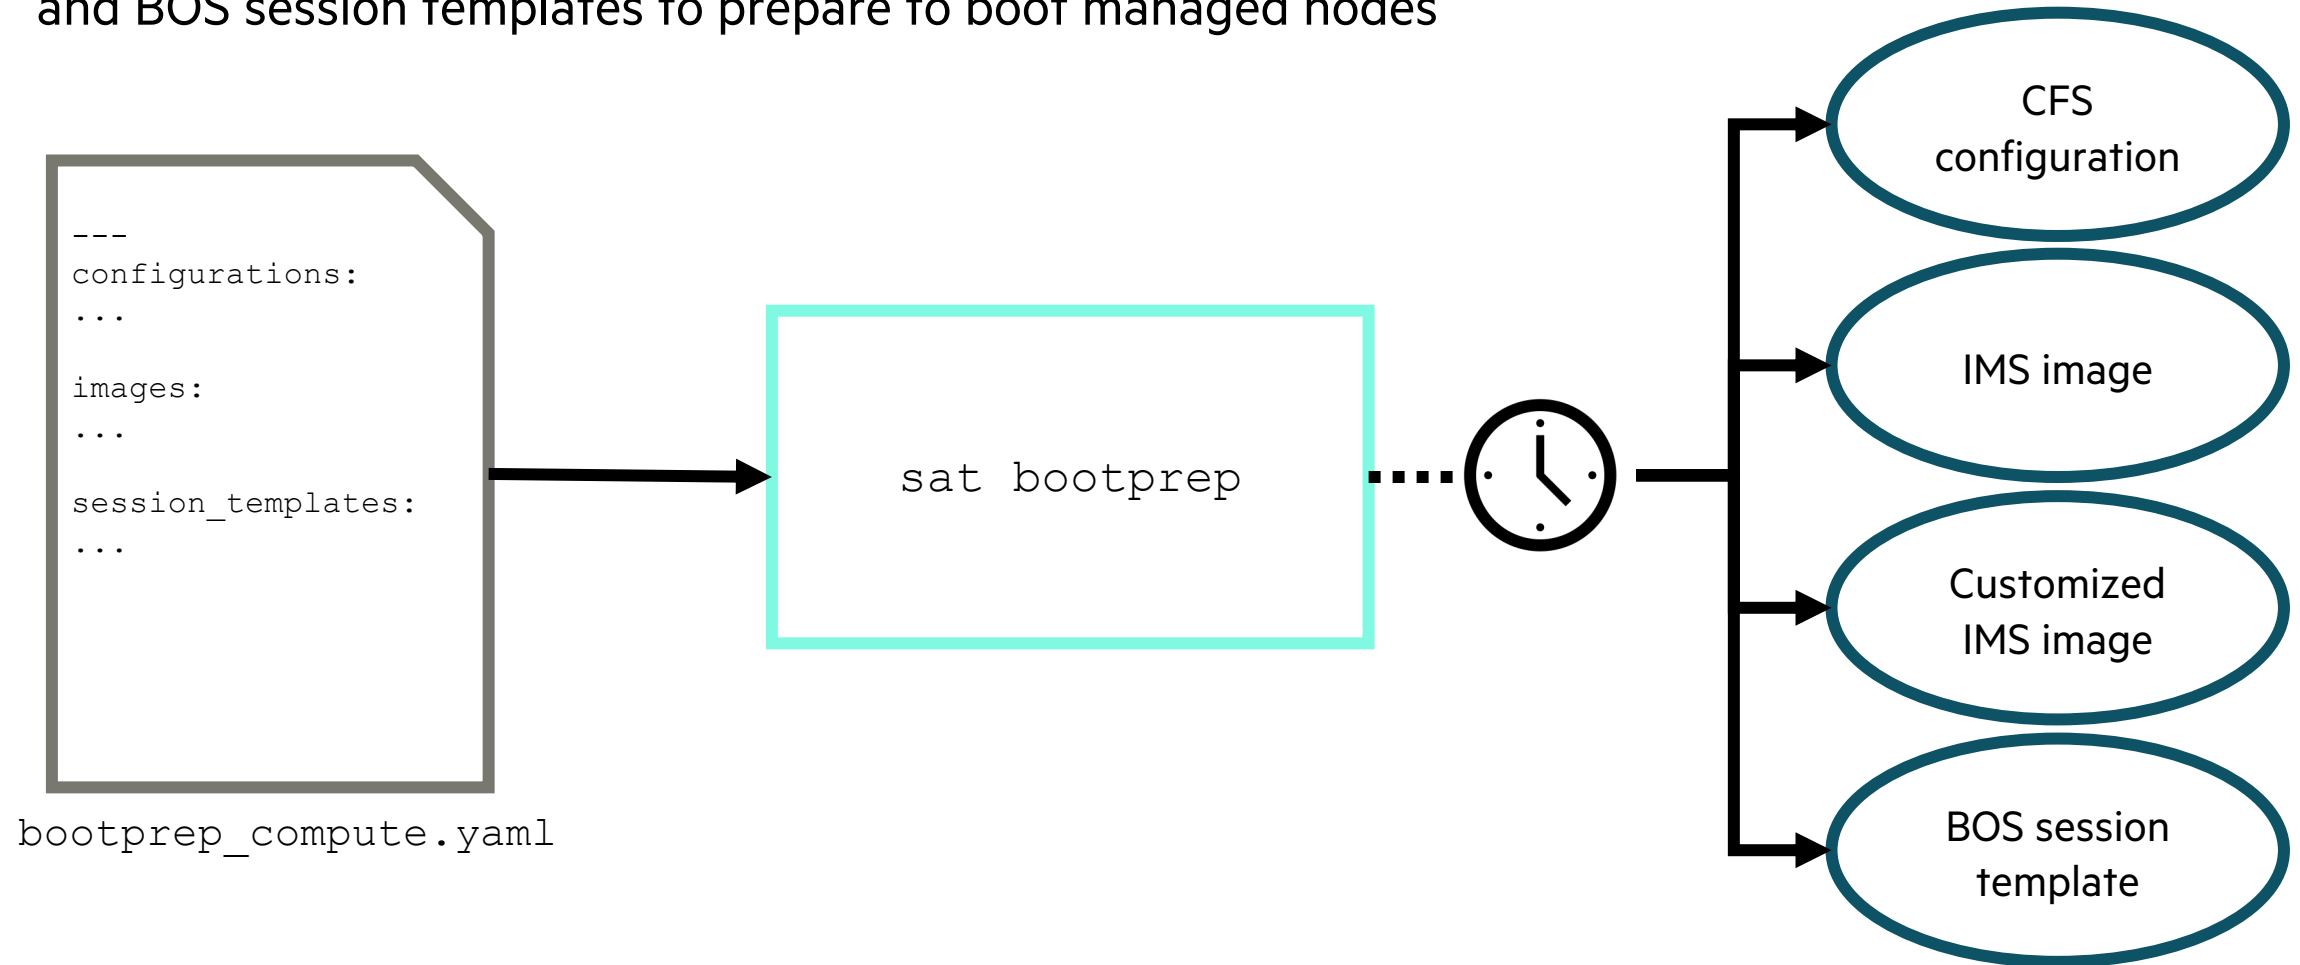 and BOS session templates to prepare to boot managed nodes
---
configurations:
...
images:
...
session_templates:
...
bootprep_compute.yaml
sat bootprep
CFS
configuration
IMS image
Customized
IMS image
BOS session
template